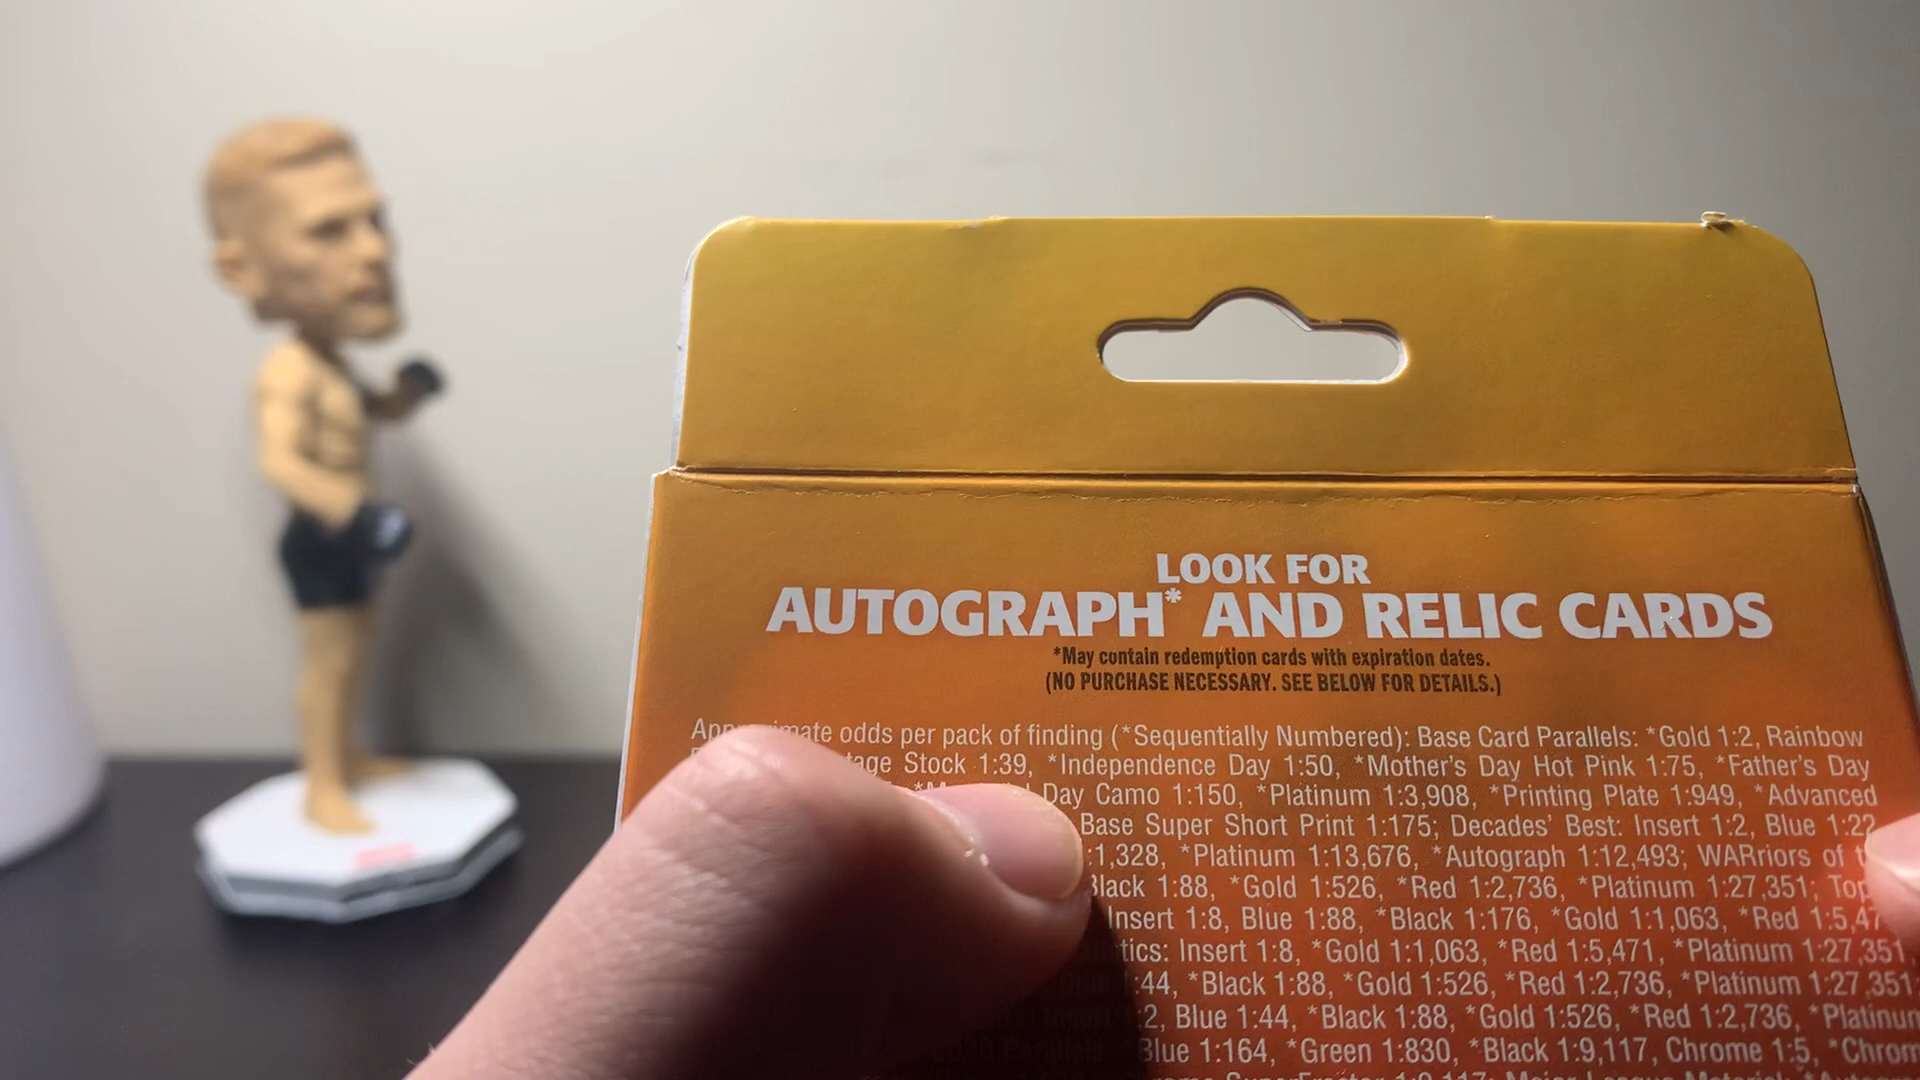 LOOK FOR
AUTOGRAPH* AND RELIC CARDS
*May contain redemption cards with expiration dates.
(NO PURCHASE NECESSARY. SEE BELOW FOR DETAILS.)
Approximate odds per pack of finding (*Sequentially Numbered): Base Card Parallels: *Gold 1:2, Rainbow
Stock 1:39, *Independence Day 1:50, *Mother's Day Hot Pink 1:75, *Father's Day
Day Camo 1:150, *Platinum 1:3,908, *Printing Plate 1:949, *Advanced
Base Super Short Print 1:175; Decades' Best: Insert 1:2, Blue 1:22
:1,328, *Platinum 1:13,676, *Autograph 1:12,493; WARriors of
Black 1:88, *Gold 1:526, *Red 1:2,736, *Platinum 1:27,351;
Insert 1:8, Blue 1:88, *Black 1:176, *Gold 1:1,063, *Red 1:5,47
Insert 1:8, *Gold 1:1,063, *Red 1:5,471, *Platinum 1:27,351,
:44, *Black 1:88, *Gold 1:526, *Red 1:2,736, *Platinum 1:27,351
:2, Blue 1:44, *Black 1:88, *Gold 1:526, *Red 1:2,736, *Platinum
Blue 1:164, *Green 1:830, *Black 1:9,117, Chrome 1:5,